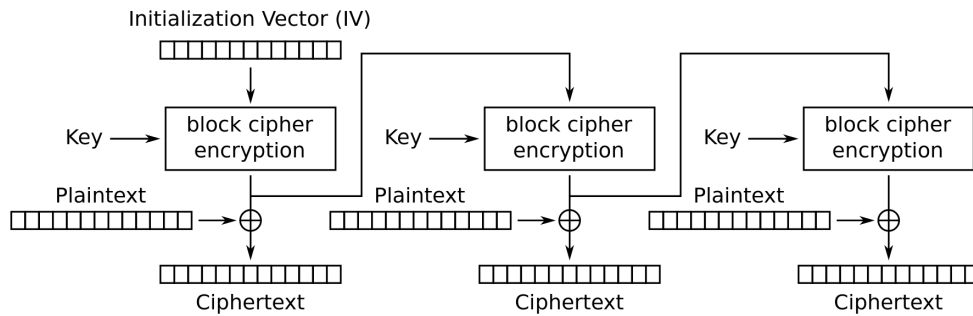 Initialization Vector (IV)
Key
block cipher
encryption
Key
block cipher
encryption
Key
block cipher
encryption
Plaintext
Plaintext
Plaintext
Ciphertext
Ciphertext
Ciphertext